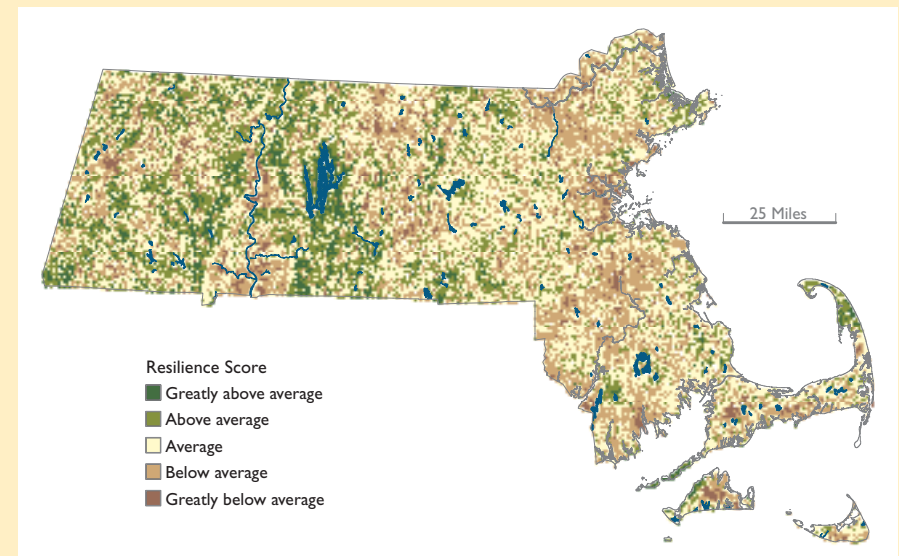 25 Miles
Resilience Score
Greatly above average
Above average
Average
Below average
Greatly below average